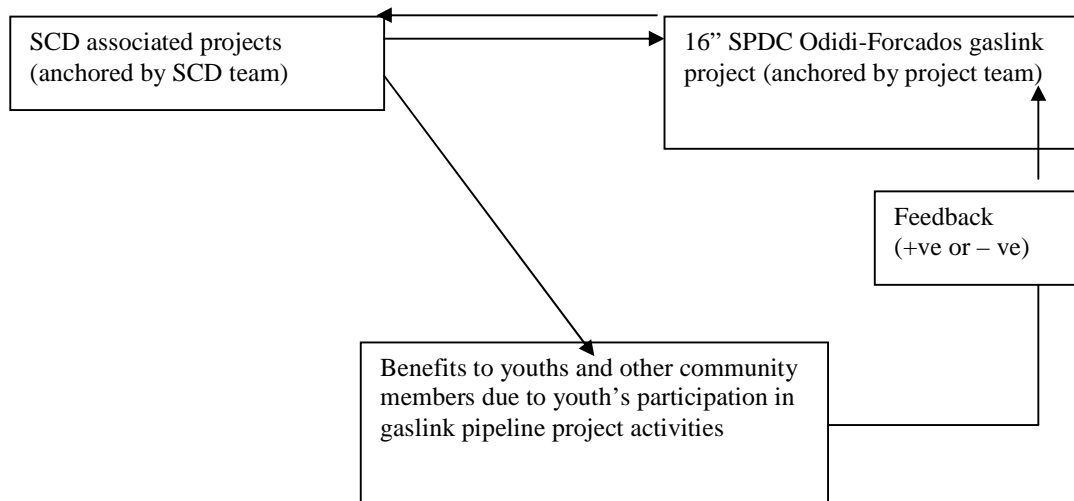 SCD associated projects
(anchored by SCD team)
16” SPDC Odidi-Forcados gaslink
project (anchored by project team)
Feedback
(+ve or – ve)
Benefits to youths and other community
members due to youth’s participation in
gaslink pipeline project activities